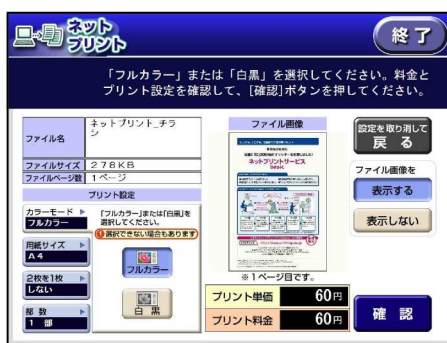 ネット
プリント
終了
「フルカラー」または「白黒」を選択してください。料金と
プリント設定を確認して、[確認]ボタンを押してください。
ファイル名
ネットプリント_チラ
シ
ファイルサイズ
278KB
ファイルページ数
1ページ
プリント設定
カラーモード
フルカラー
用紙サイズ
A4
2枚を1枚
しない
部数
1 部
「フルカラー」または「白黒」を
選択してください。
選択できない場合もあります
フルカラー
白黒
ファイル画像
ネットプリントサービス
※1ページ目です。
プリント単価
60円
プリント料金
60円
設定を取り消して
戻る
ファイル画像を
表示する
表示しない
確認